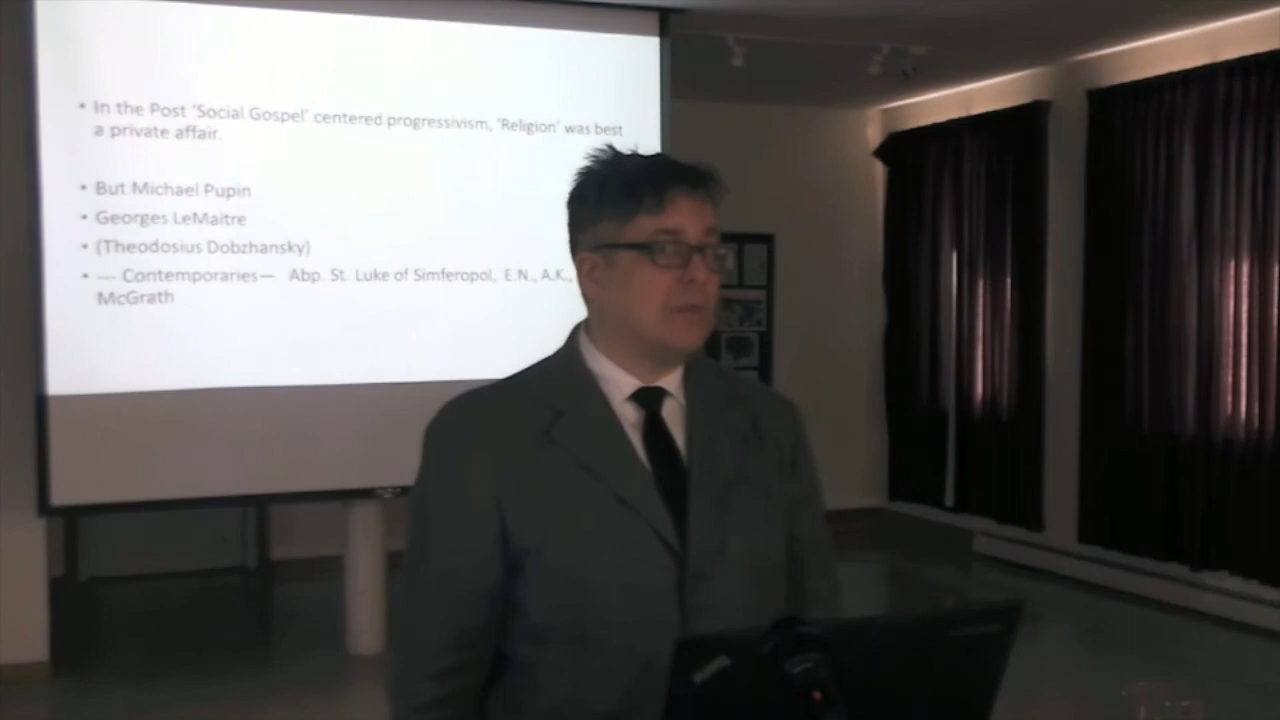 • In the Post 'Social Gospel' centered progressivism, 'Religion' was best
a private affair.
• But Michael Pupin
• Georges LeMaitre
• (Theodosius Dobzhansky)
• --- Contemporaries— Abp. St. Luke of Simferopol, E.N., A.K.,
McGrath